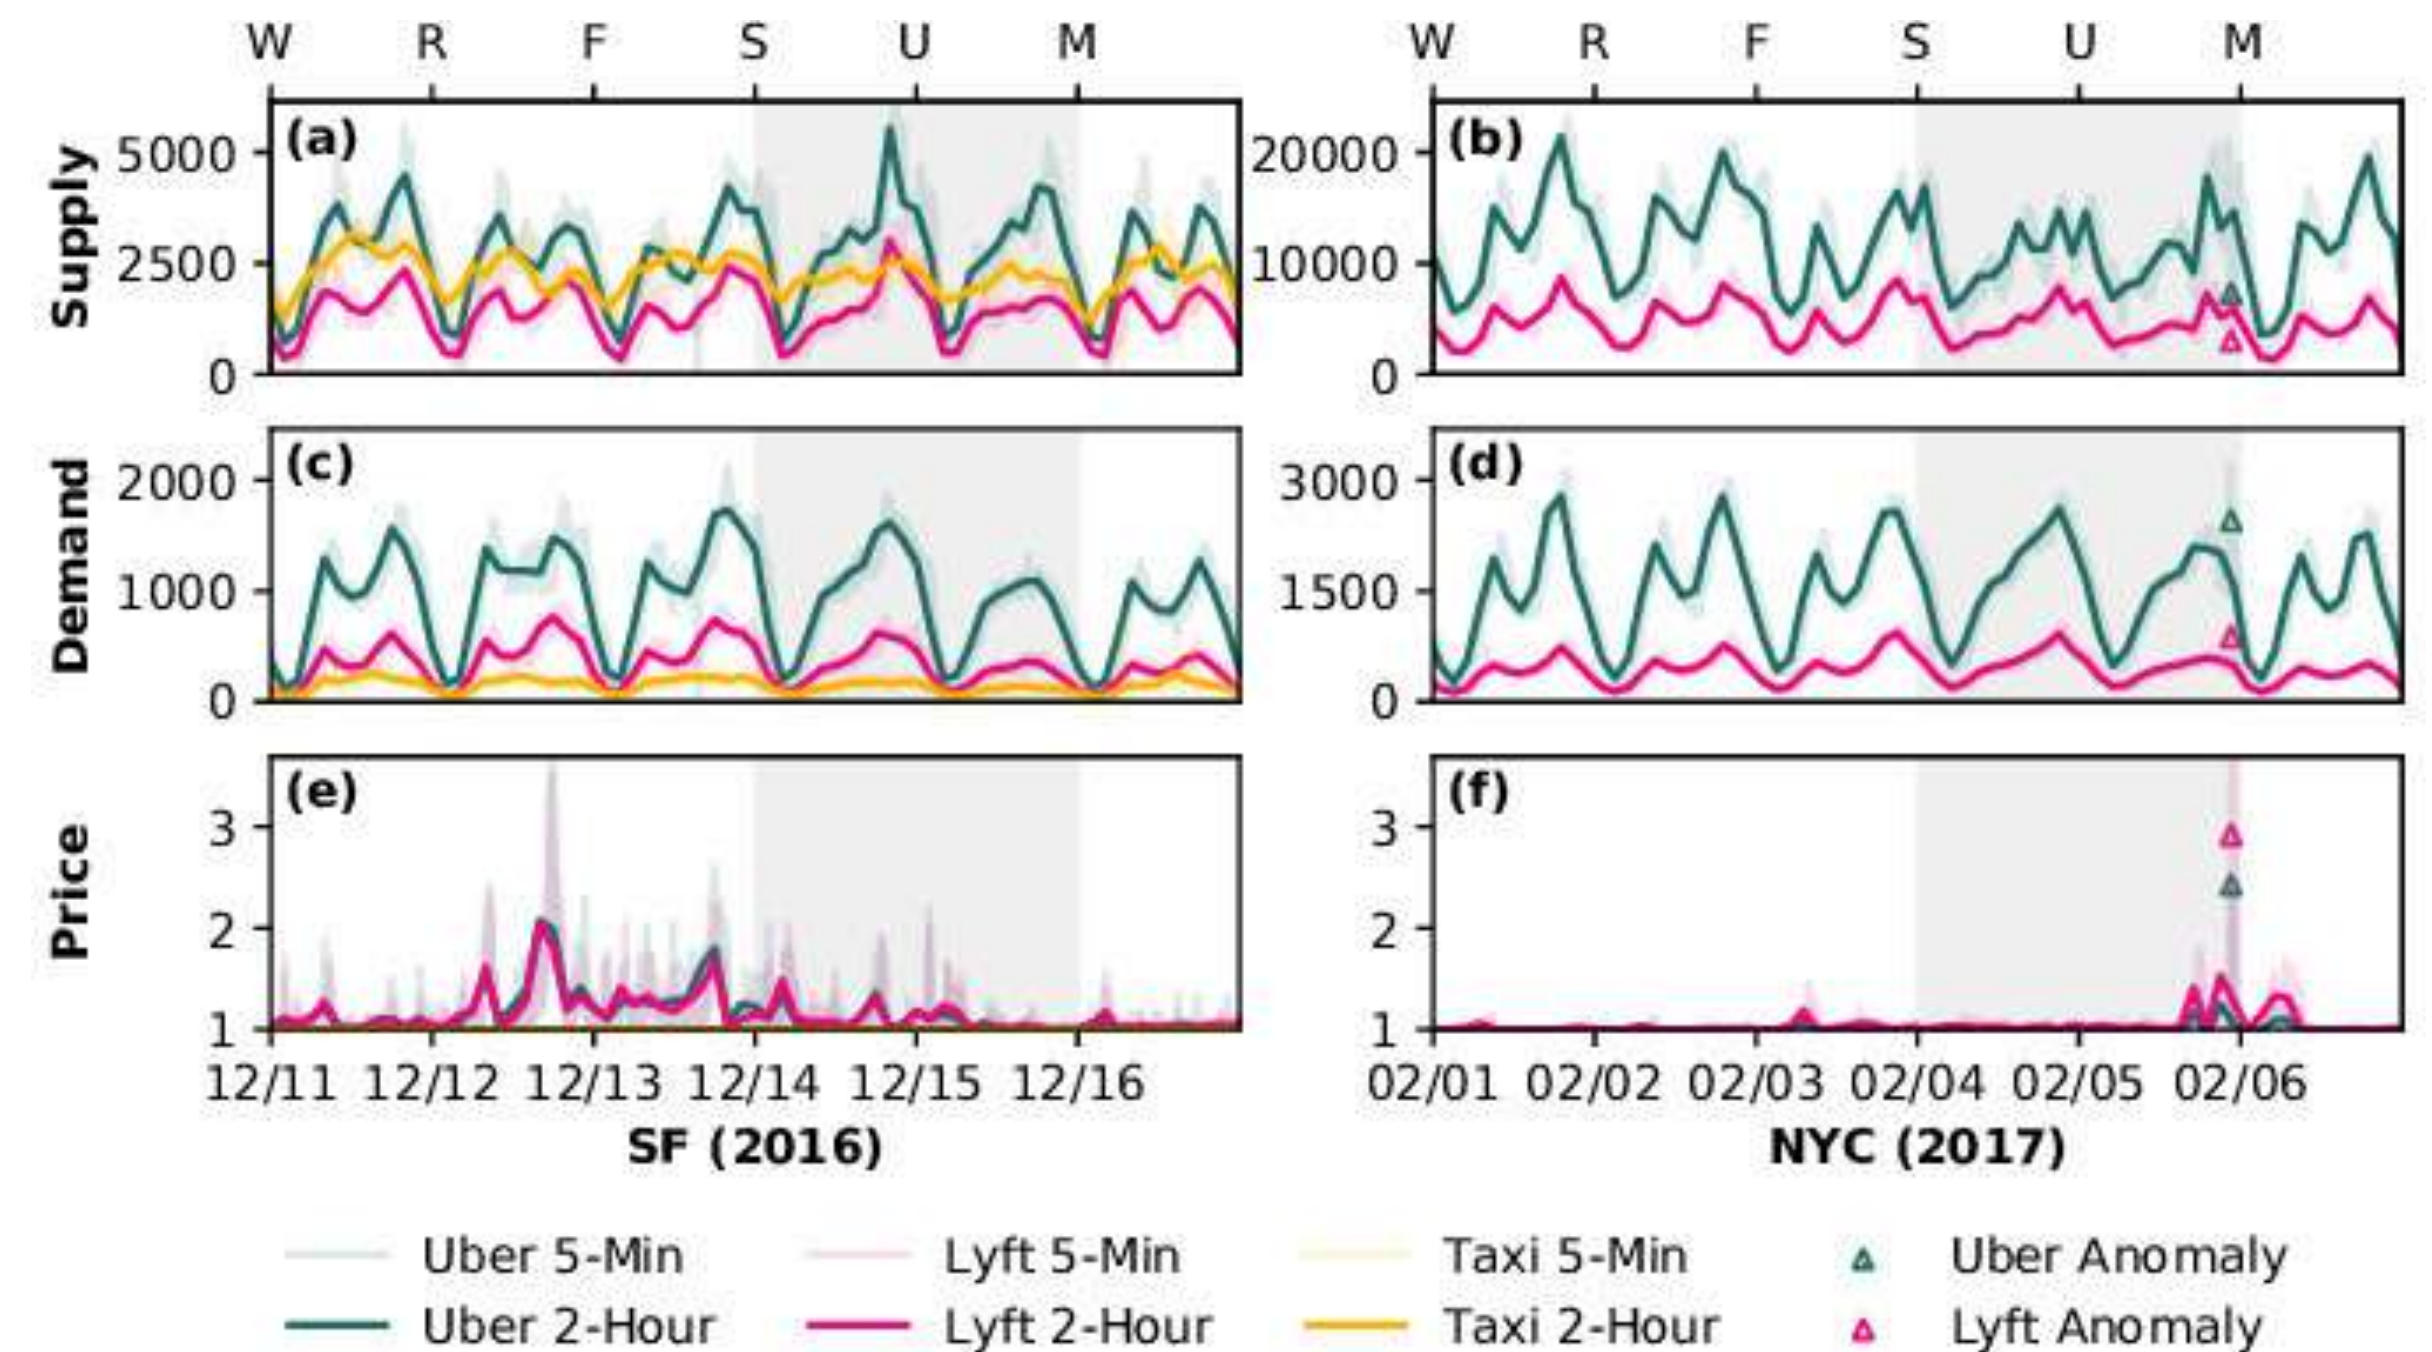 W R F S U M W R F S U M
Supply
5000
2500
0
(a)
20000
10000
0
(b)
Demand
2000
1000
0
(c)
3000
1500
0
(d)
Price
3
2
1
(e)
3
2
1
(f)
12/11 12/12 12/13 12/14 12/15 12/16
02/01 02/02 02/03 02/04 02/05 02/06
SF (2016)
NYC (2017)
Uber 5-Min Lyft 5-Min Taxi 5-Min Uber Anomaly
Uber 2-Hour Lyft 2-Hour Taxi 2-Hour Lyft Anomaly